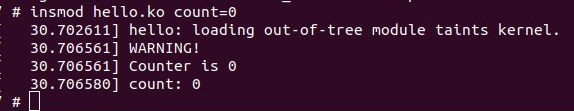 / # insmod hello.ko count=0
30.702611] hello: loading out-of-tree module taints kernel.
30.706561] WARNING!
30.706561] Counter is 0
30.706580] count: 0
/ #